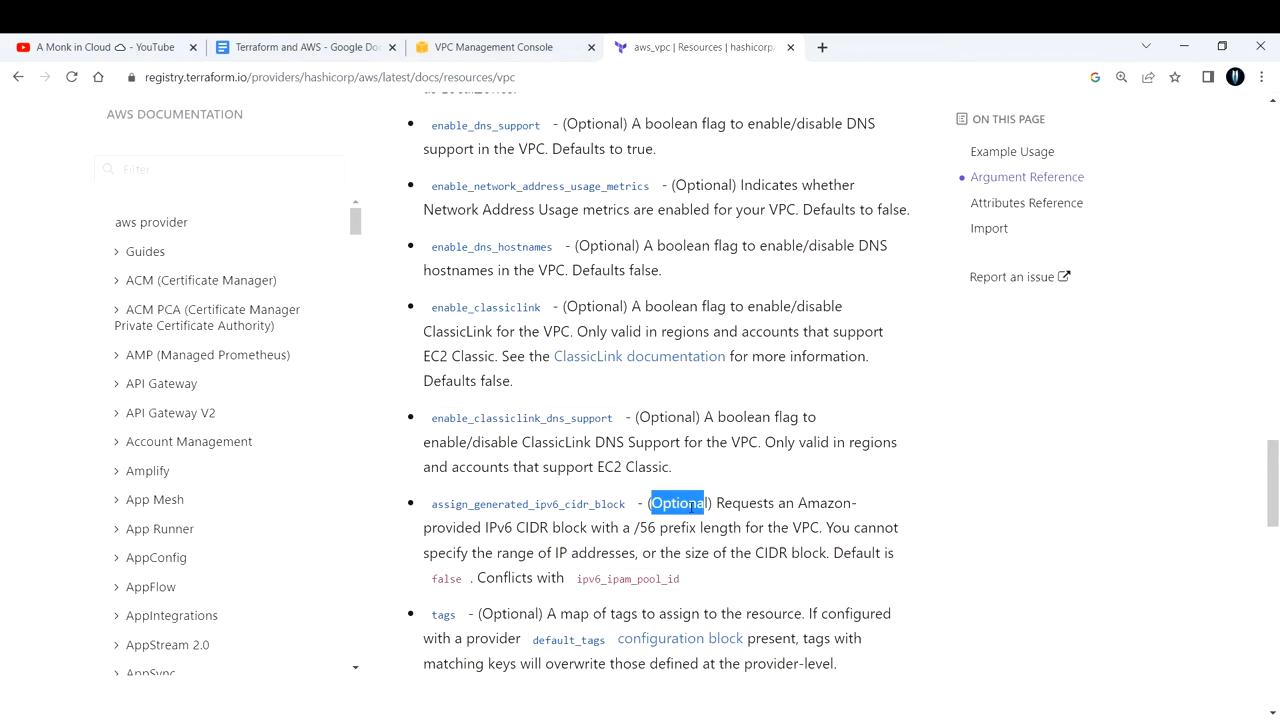 A Monk in Cloud - YouTube
Terraform and AWS - Google Do
VPC Management Console
aws_vpc | Resources | hashicorp/
registry.terraform.io/providers/hashicorp/aws/latest/docs/resources/vpc
AWS DOCUMENTATION
Filter
aws provider
Guides
ACM (Certificate Manager)
ACM PCA (Certificate Manager
Private Certificate Authority)
AMP (Managed Prometheus)
API Gateway
API Gateway V2
Account Management
Amplify
App Mesh
App Runner
AppConfig
AppFlow
AppIntegrations
AppStream 2.0
AppSync
enable_dns_support - (Optional) A boolean flag to enable/disable DNS
support in the VPC. Defaults to true.
enable_network_address_usage_metrics - (Optional) Indicates whether
Network Address Usage metrics are enabled for your VPC. Defaults to false.
enable_dns_hostnames - (Optional) A boolean flag to enable/disable DNS
hostnames in the VPC. Defaults false.
enable_classiclink - (Optional) A boolean flag to enable/disable
ClassicLink for the VPC. Only valid in regions and accounts that support
EC2 Classic. See the ClassicLink documentation for more information.
Defaults false.
enable_classiclink_dns_support - (Optional) A boolean flag to
enable/disable ClassicLink DNS Support for the VPC. Only valid in regions
and accounts that support EC2 Classic.
assign_generated_ipv6_cidr_block - (Optional) Requests an Amazon-
provided IPv6 CIDR block with a /56 prefix length for the VPC. You cannot
specify the range of IP addresses, or the size of the CIDR block. Default is
false . Conflicts with ipv6_ipam_pool_id
tags - (Optional) A map of tags to assign to the resource. If configured
with a provider default_tags configuration block present, tags with
matching keys will overwrite those defined at the provider-level.
ON THIS PAGE
Example Usage
Argument Reference
Attributes Reference
Import
Report an issue